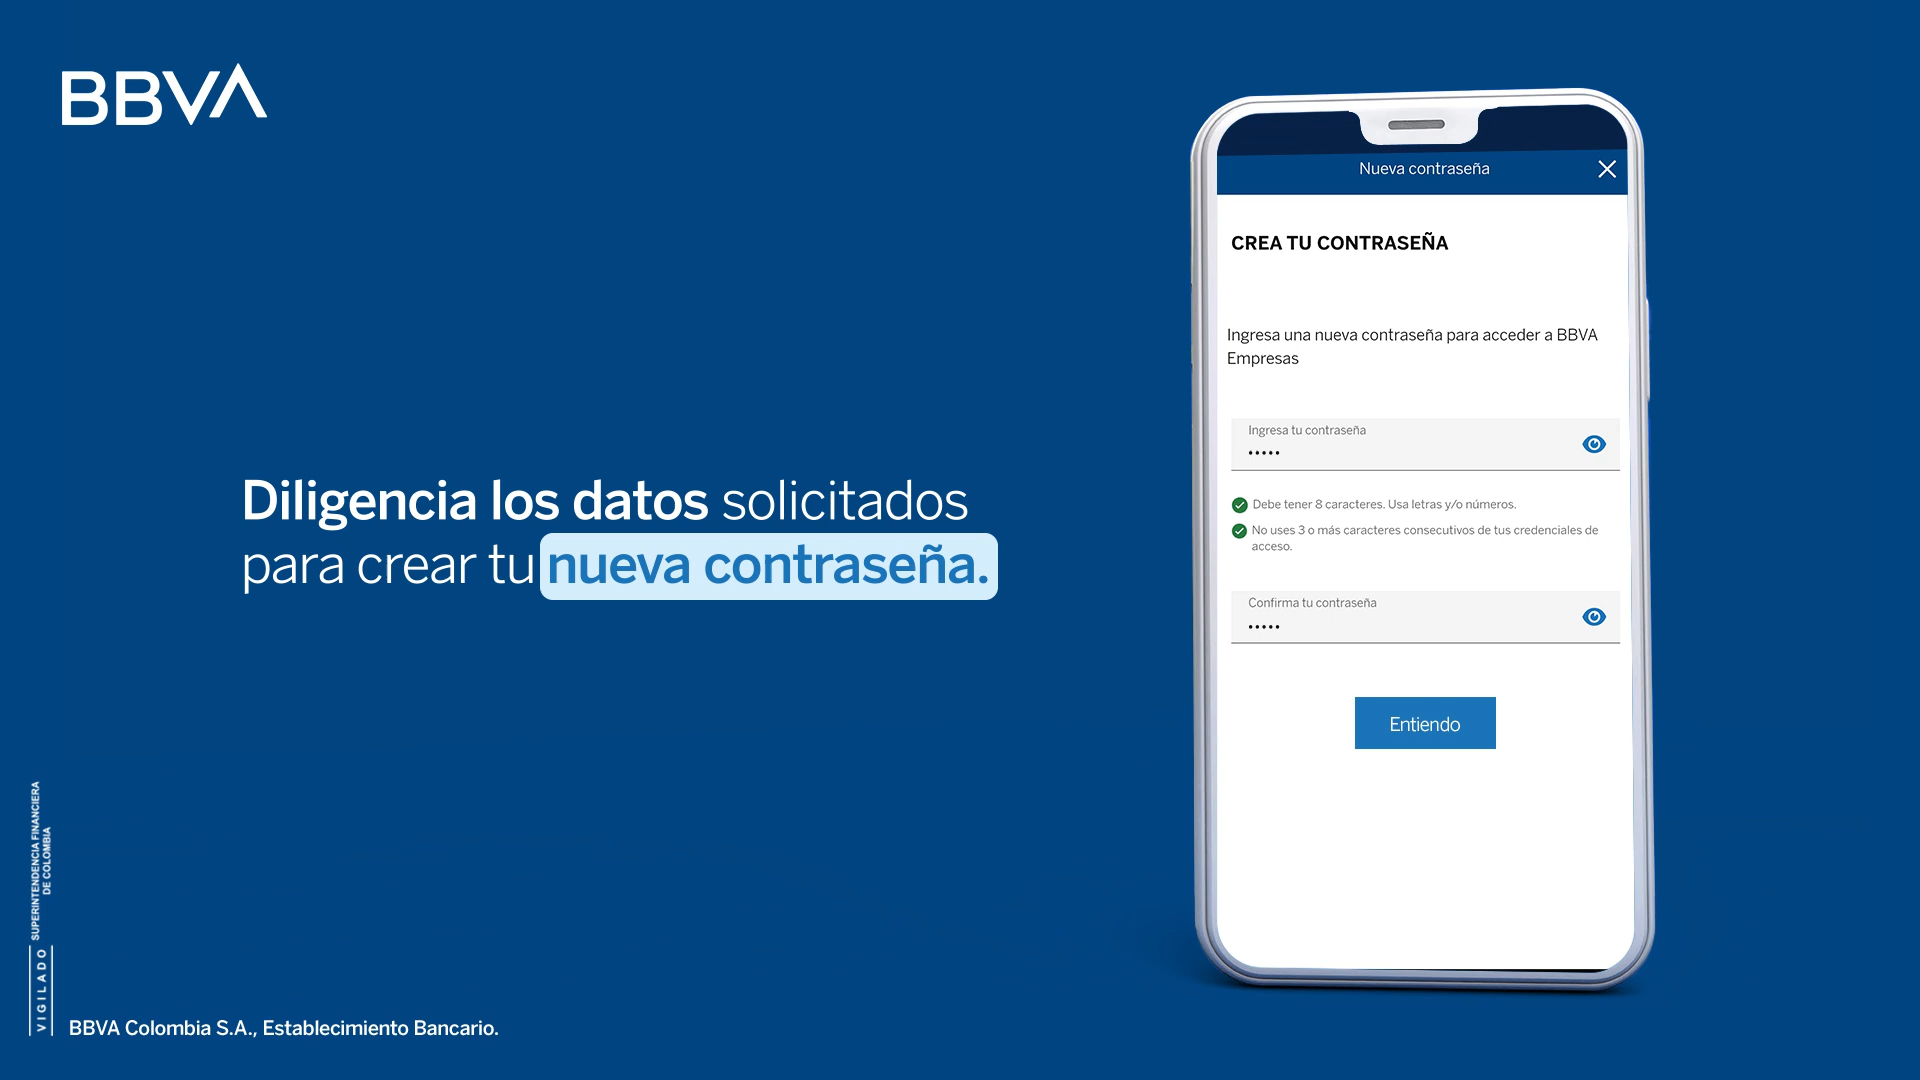 BBVA
Diligencia los datos solicitados
para crear tu nueva contraseña.
Nueva contraseña
CREA TU CONTRASEÑA
Ingresa una nueva contraseña para acceder a BBVA
Empresas
Ingresa tu contraseña
•••••
Debe tener 8 caracteres. Usa letras y/o números.
No uses 3 o más caracteres consecutivos de tus credenciales de
acceso.
Confirma tu contraseña
•••••
Entiendo
VIGILADO SUPERINTENDENCIA FINANCIERA
DE COLOMBIA
BBVA Colombia S.A., Establecimiento Bancario.